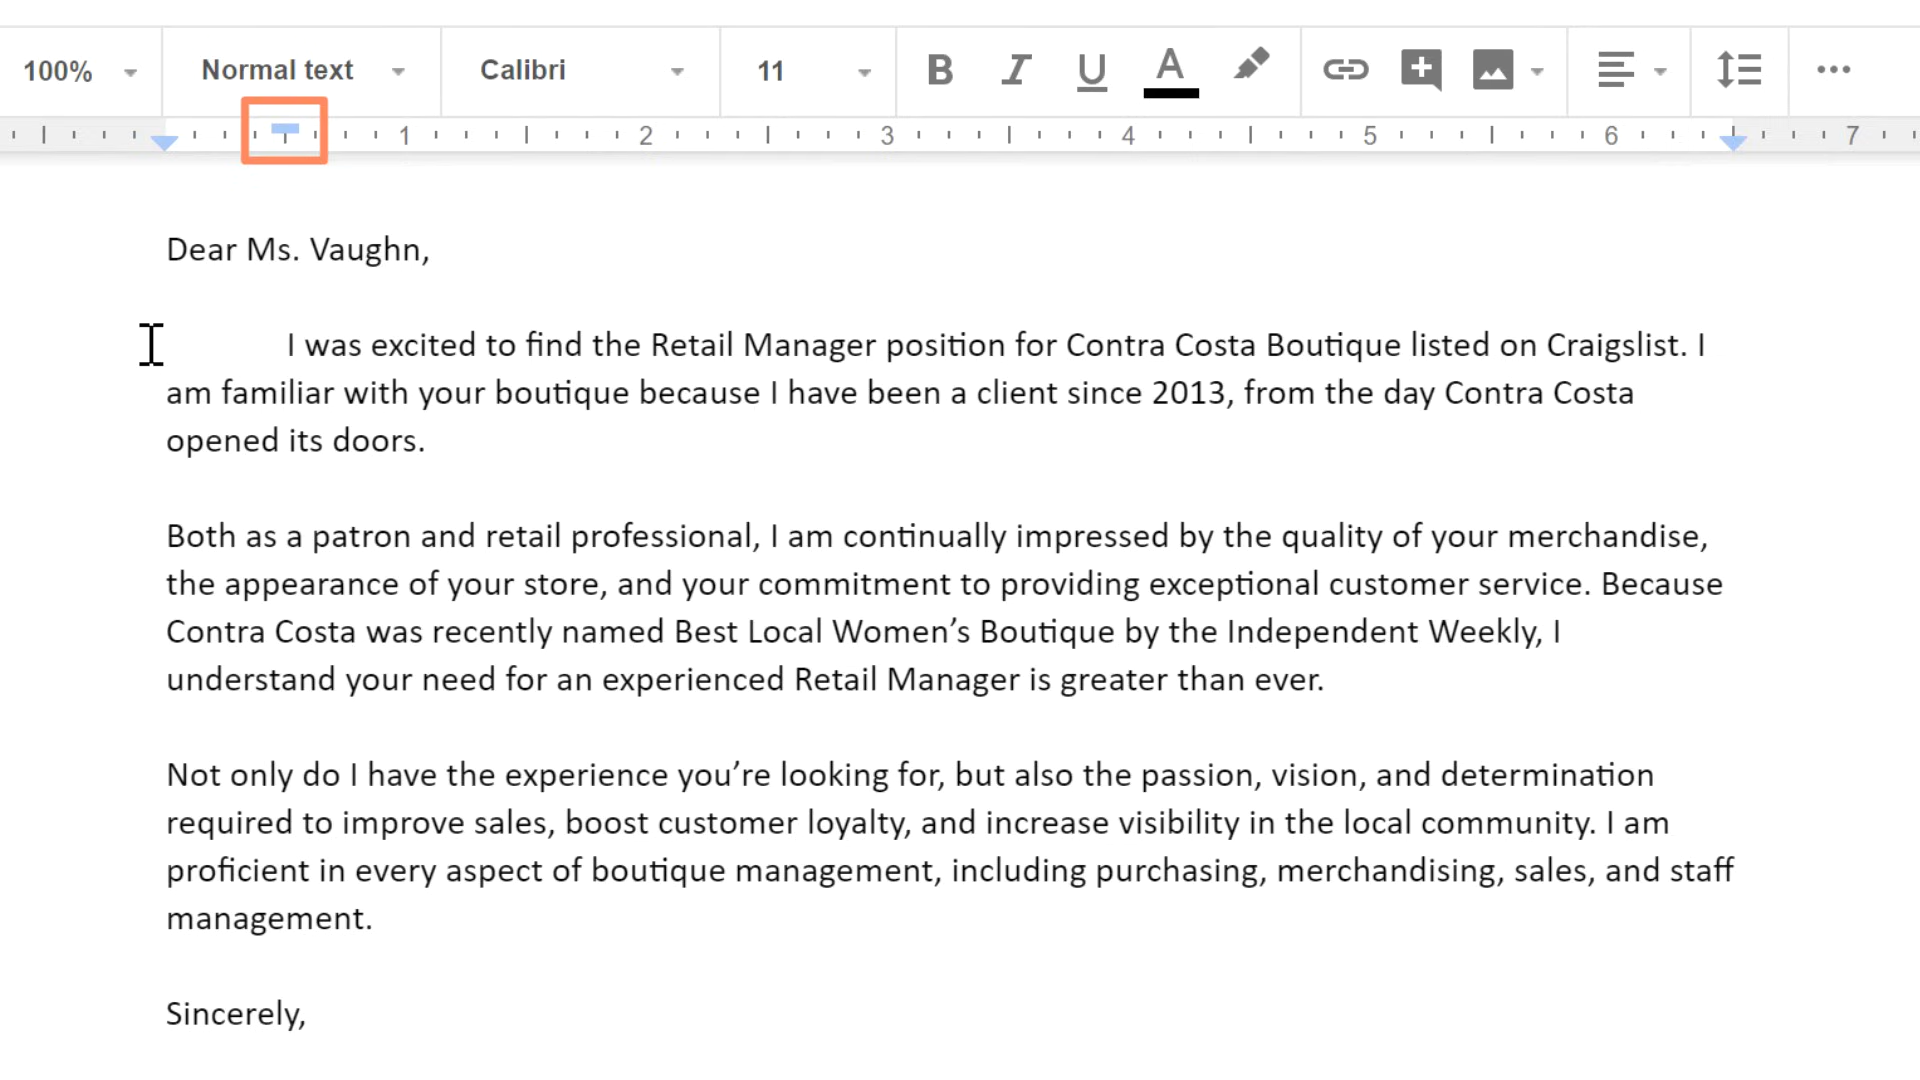 100% Normal text Calibri 11 B I U A
1 2 3 4 5 6 7
Dear Ms. Vaughn,
I was excited to find the Retail Manager position for Contra Costa Boutique listed on Craigslist. I
am familiar with your boutique because I have been a client since 2013, from the day Contra Costa
opened its doors.
Both as a patron and retail professional, I am continually impressed by the quality of your merchandise,
the appearance of your store, and your commitment to providing exceptional customer service. Because
Contra Costa was recently named Best Local Women’s Boutique by the Independent Weekly, I
understand your need for an experienced Retail Manager is greater than ever.
Not only do I have the experience you’re looking for, but also the passion, vision, and determination
required to improve sales, boost customer loyalty, and increase visibility in the local community. I am
proficient in every aspect of boutique management, including purchasing, merchandising, sales, and staff
management.
Sincerely,